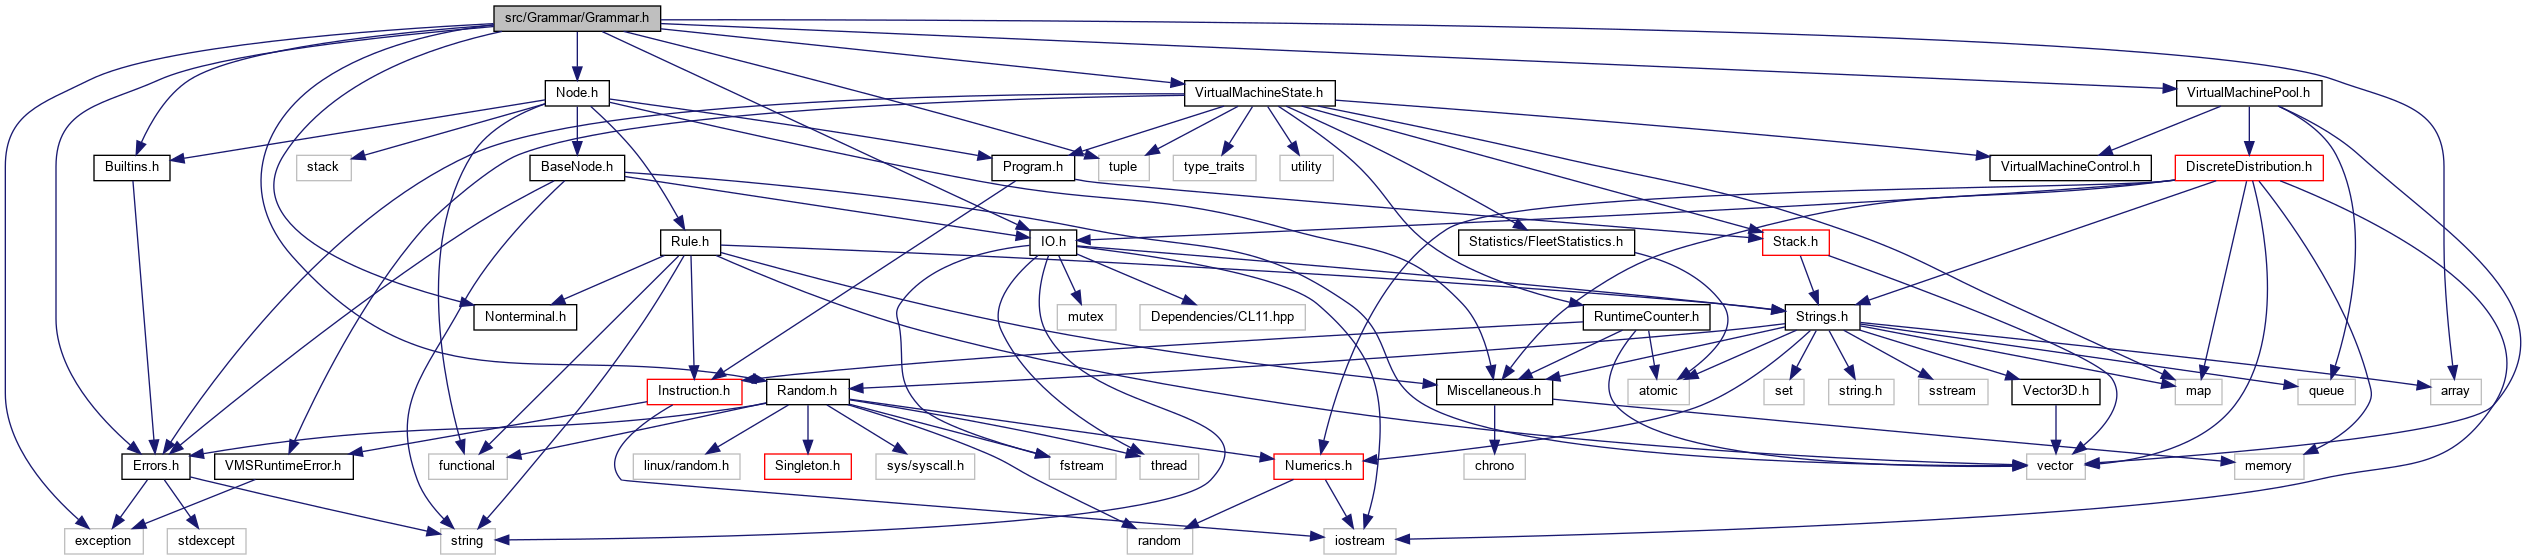 src/Grammar/Grammar.h
Node.h
VirtualMachineState.h
VirtualMachinePool.h
Builtins.h
stack
BaseNode.h
Program.h
tuple
type_traits
utility
VirtualMachineControl.h
DiscreteDistribution.h
Rule.h
IO.h
Statistics/FleetStatistics.h
Stack.h
Nonterminal.h
mutex
Dependencies/CL11.hpp
RuntimeCounter.h
Strings.h
Instruction.h
Random.h
Miscellaneous.h
atomic
set
string.h
sstream
Vector3D.h
map
queue
array
Errors.h
VMSRuntimeError.h
functional
linux/random.h
Singleton.h
sys/syscall.h
fstream
thread
Numerics.h
chrono
vector
memory
exception
stdexcept
string
random
iostream